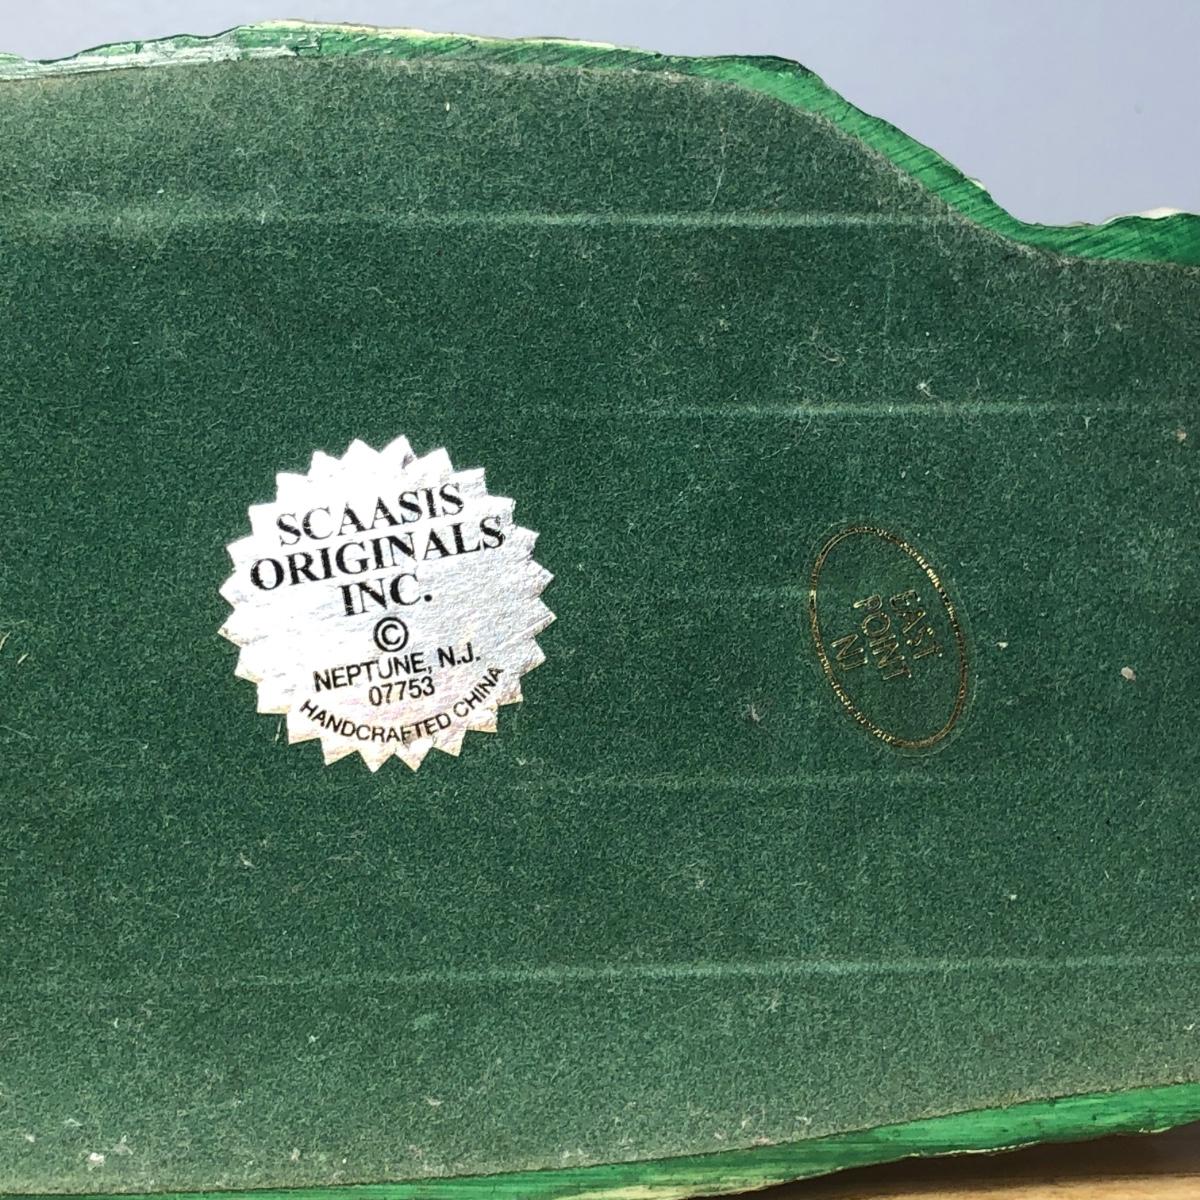 SCAASIS
ORIGINALS
INC.
©
NEPTUNE, N.J.
07753
HANDCRAFTED CHINA
EAST
POINT
NJ